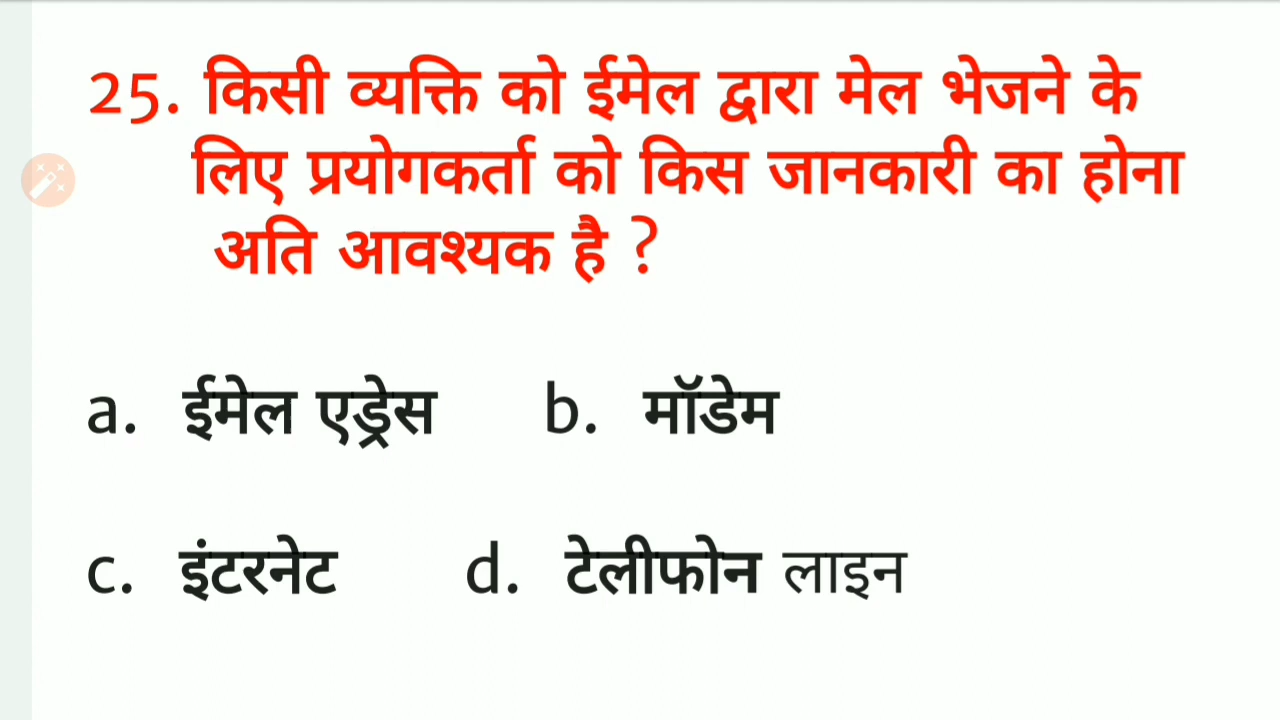 25. किसी व्यक्ति को ईमेल द्वारा मेल भेजने के
लिए प्रयोगकर्ता को किस जानकारी का होना
अति आवश्यक है ?
a. ईमेल एड्रेस b. मॉडेम
c. इंटरनेट d. टेलीफोन लाइन